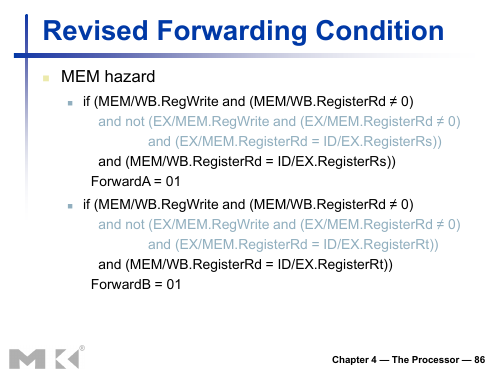 Revised Forwarding Condition
MEM hazard
if (MEM/WB.RegWrite and (MEM/WB.RegisterRd ≠ 0)
and not (EX/MEM.RegWrite and (EX/MEM.RegisterRd ≠ 0)
and (EX/MEM.RegisterRd = ID/EX.RegisterRs))
and (MEM/WB.RegisterRd = ID/EX.RegisterRs))
ForwardA = 01
if (MEM/WB.RegWrite and (MEM/WB.RegisterRd ≠ 0)
and not (EX/MEM.RegWrite and (EX/MEM.RegisterRd ≠ 0)
and (EX/MEM.RegisterRd = ID/EX.RegisterRt))
and (MEM/WB.RegisterRd = ID/EX.RegisterRt))
ForwardB = 01
MK®
Chapter 4 — The Processor — 86